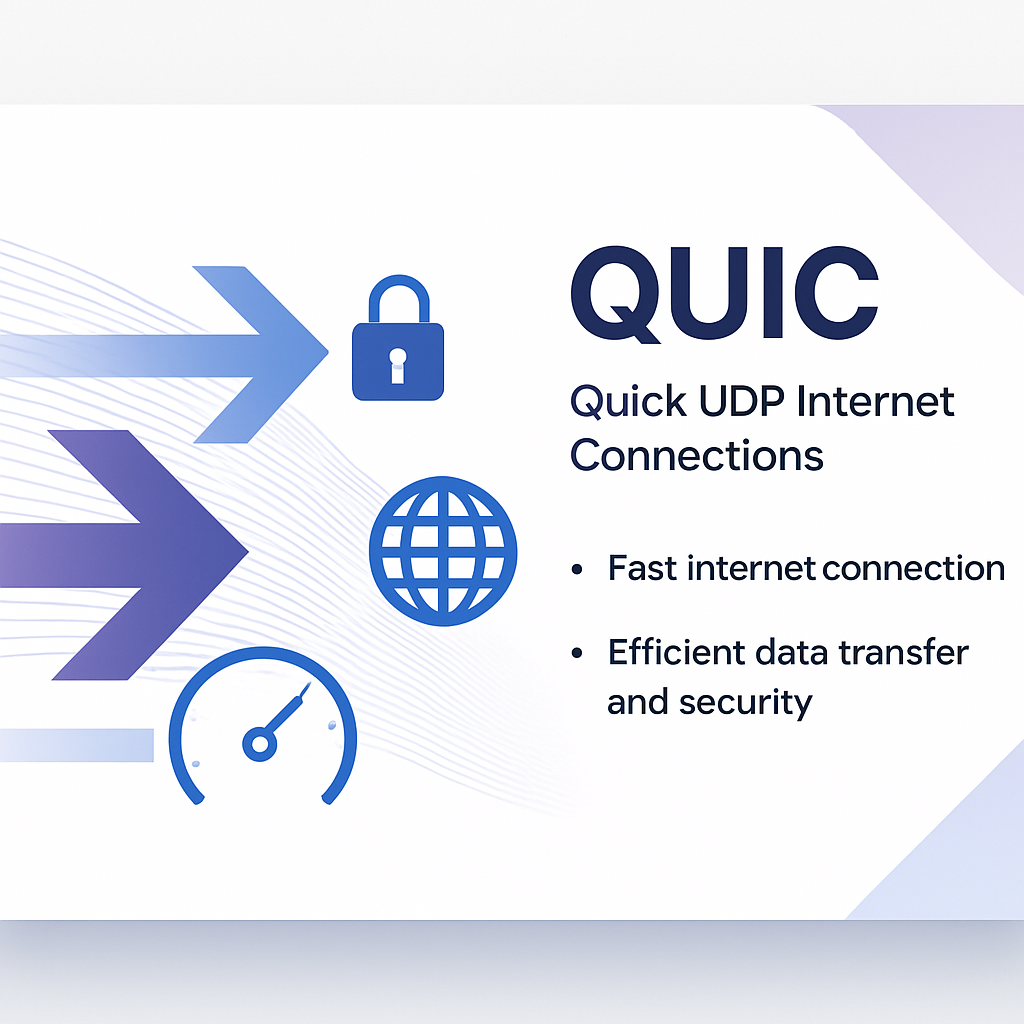 QUIC
Quick UDP Internet
Connections
• Fast internet connection
• Efficient data transfer
and security